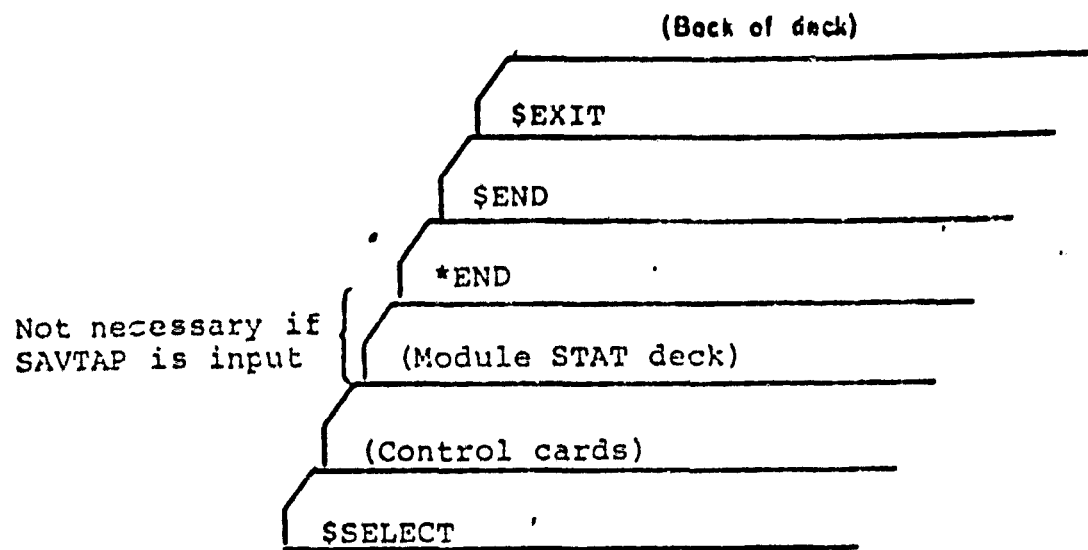 (Back of deck)
$EXIT
$END
*END
Not necessary if
SAVTAP is input
(Module STAT deck)
(Control cards)
$SELECT